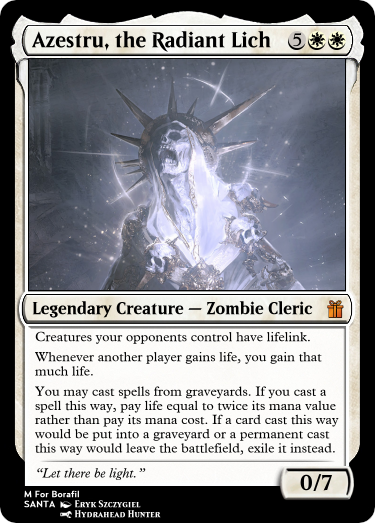 Azestru, the Radiant Lich 5
Legendary Creature — Zombie Cleric
Creatures your opponents control have lifelink.
Whenever another player gains life, you gain that
much life.
You may cast spells from graveyards. If you cast a
spell this way, pay life equal to twice its mana value
rather than pay its mana cost. If a card cast this way
would be put into a graveyard or a permanent cast
this way would leave the battlefield, exile it instead.
“Let there be light.”
0/7
M For Borafil
SANTA Eryk Szczygieł
Hydrahead Hunter